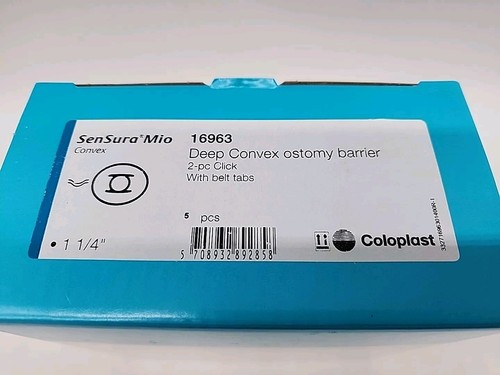 SenSura® Mio
Convex
16963
Deep Convex ostomy barrier
2-pc Click
With belt tabs
5 pcs
• 1 1/4"
5 708932 892858
Coloplast